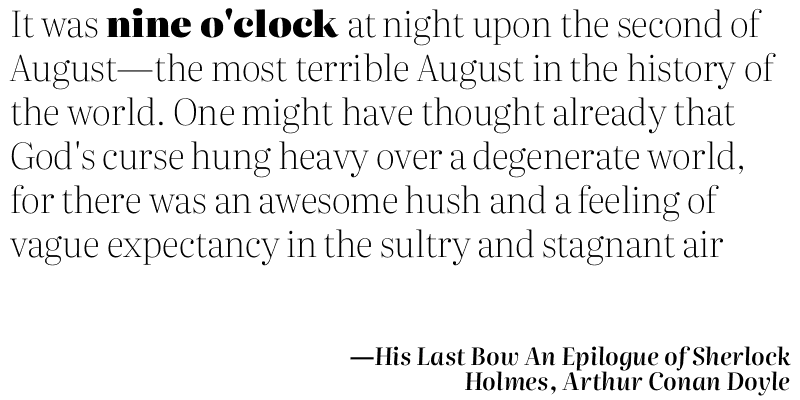 It was nine o'clock at night upon the second of
August—the most terrible August in the history of
the world. One might have thought already that
God's curse hung heavy over a degenerate world,
for there was an awesome hush and a feeling of
vague expectancy in the sultry and stagnant air
—His Last Bow An Epilogue of Sherlock
Holmes, Arthur Conan Doyle